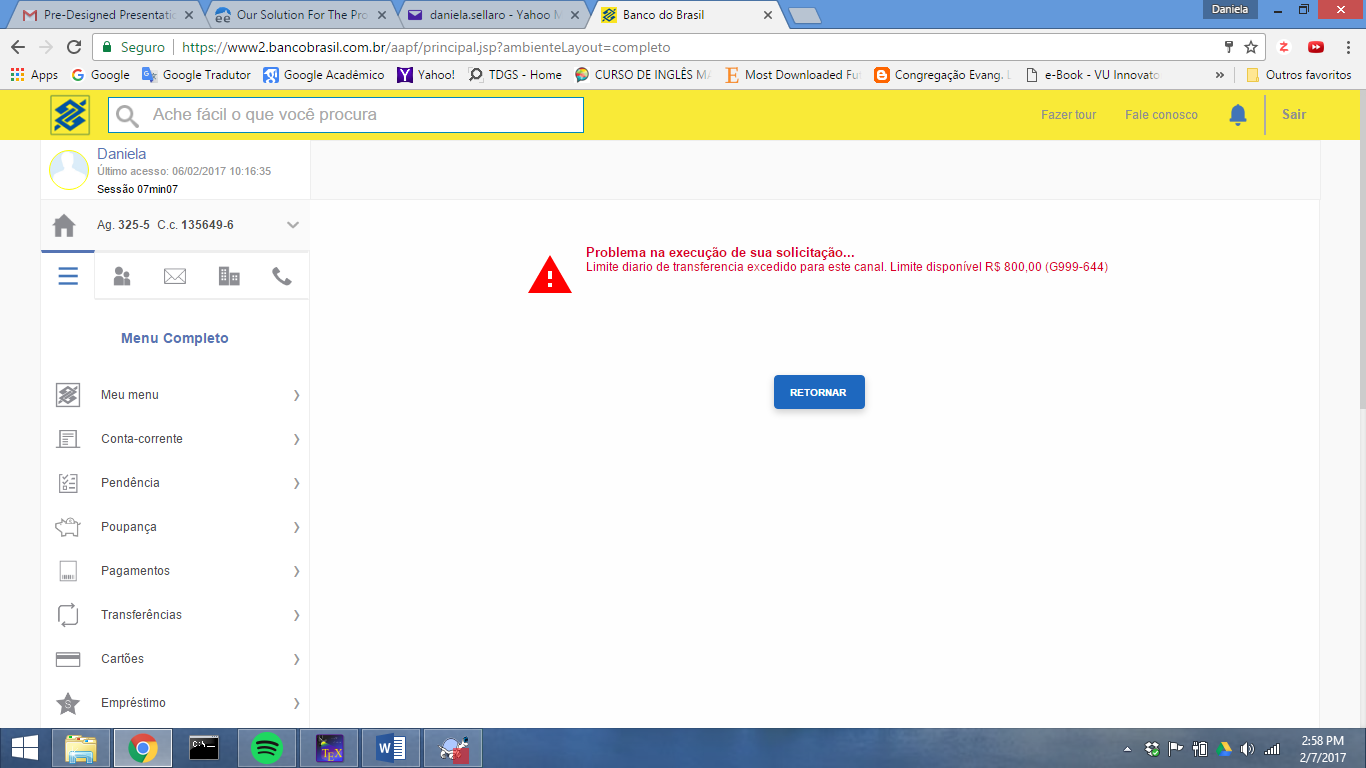 Pre-Designed Presentatic
Our Solution For The Pro
daniela.sellaro - Yahoo M
Banco do Brasil
Daniela
Seguro
https://www2.bancobrasil.com.br/aapf/principal.jsp?ambienteLayout=completo
Apps
Google
Google Tradutor
Google Acadêmico
Yahoo!
TDGS - Home
CURSO DE INGLÊS MA
Most Downloaded Fu
Congregação Evang. L
e-Book - VU Innovato
»
Outros favoritos
Ache fácil o que você procura
Fazer tour
Fale conosco
Sair
Daniela
Último acesso: 06/02/2017 10:16:35
Sessão 07min07
Ag. 325-5 C.c. 135649-6
Problema na execução de sua solicitação...
Limite diario de transferencia excedido para este canal. Limite disponível R$ 800,00 (G999-644)
RETORNAR
Menu Completo
Meu menu
Conta-corrente
Pendência
Poupança
Pagamentos
Transferências
Cartões
Empréstimo
2:58 PM
2/7/2017